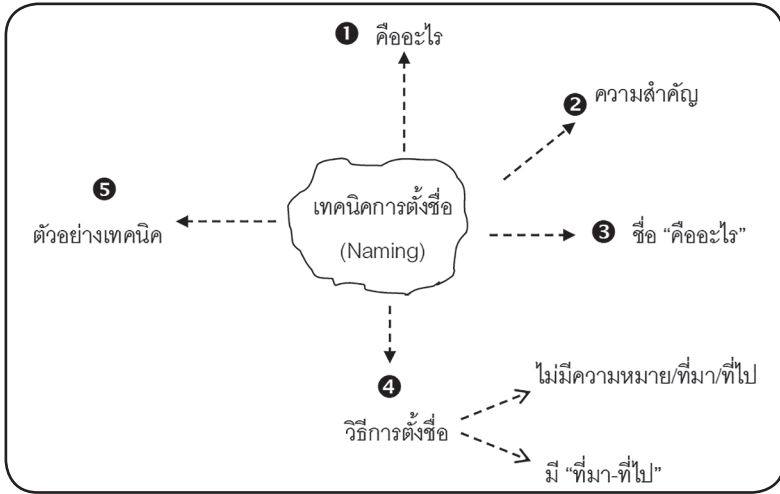 ❶ คืออะไร
❷ ความสำคัญ
❺
ตัวอย่างเทคนิค
เทคนิคการตั้งชื่อ
(Naming)
❸ ชื่อ “คืออะไร”
❹
วิธีการตั้งชื่อ
ไม่มีความหมาย/ที่มา/ที่ไป
มี “ที่มา-ที่ไป”